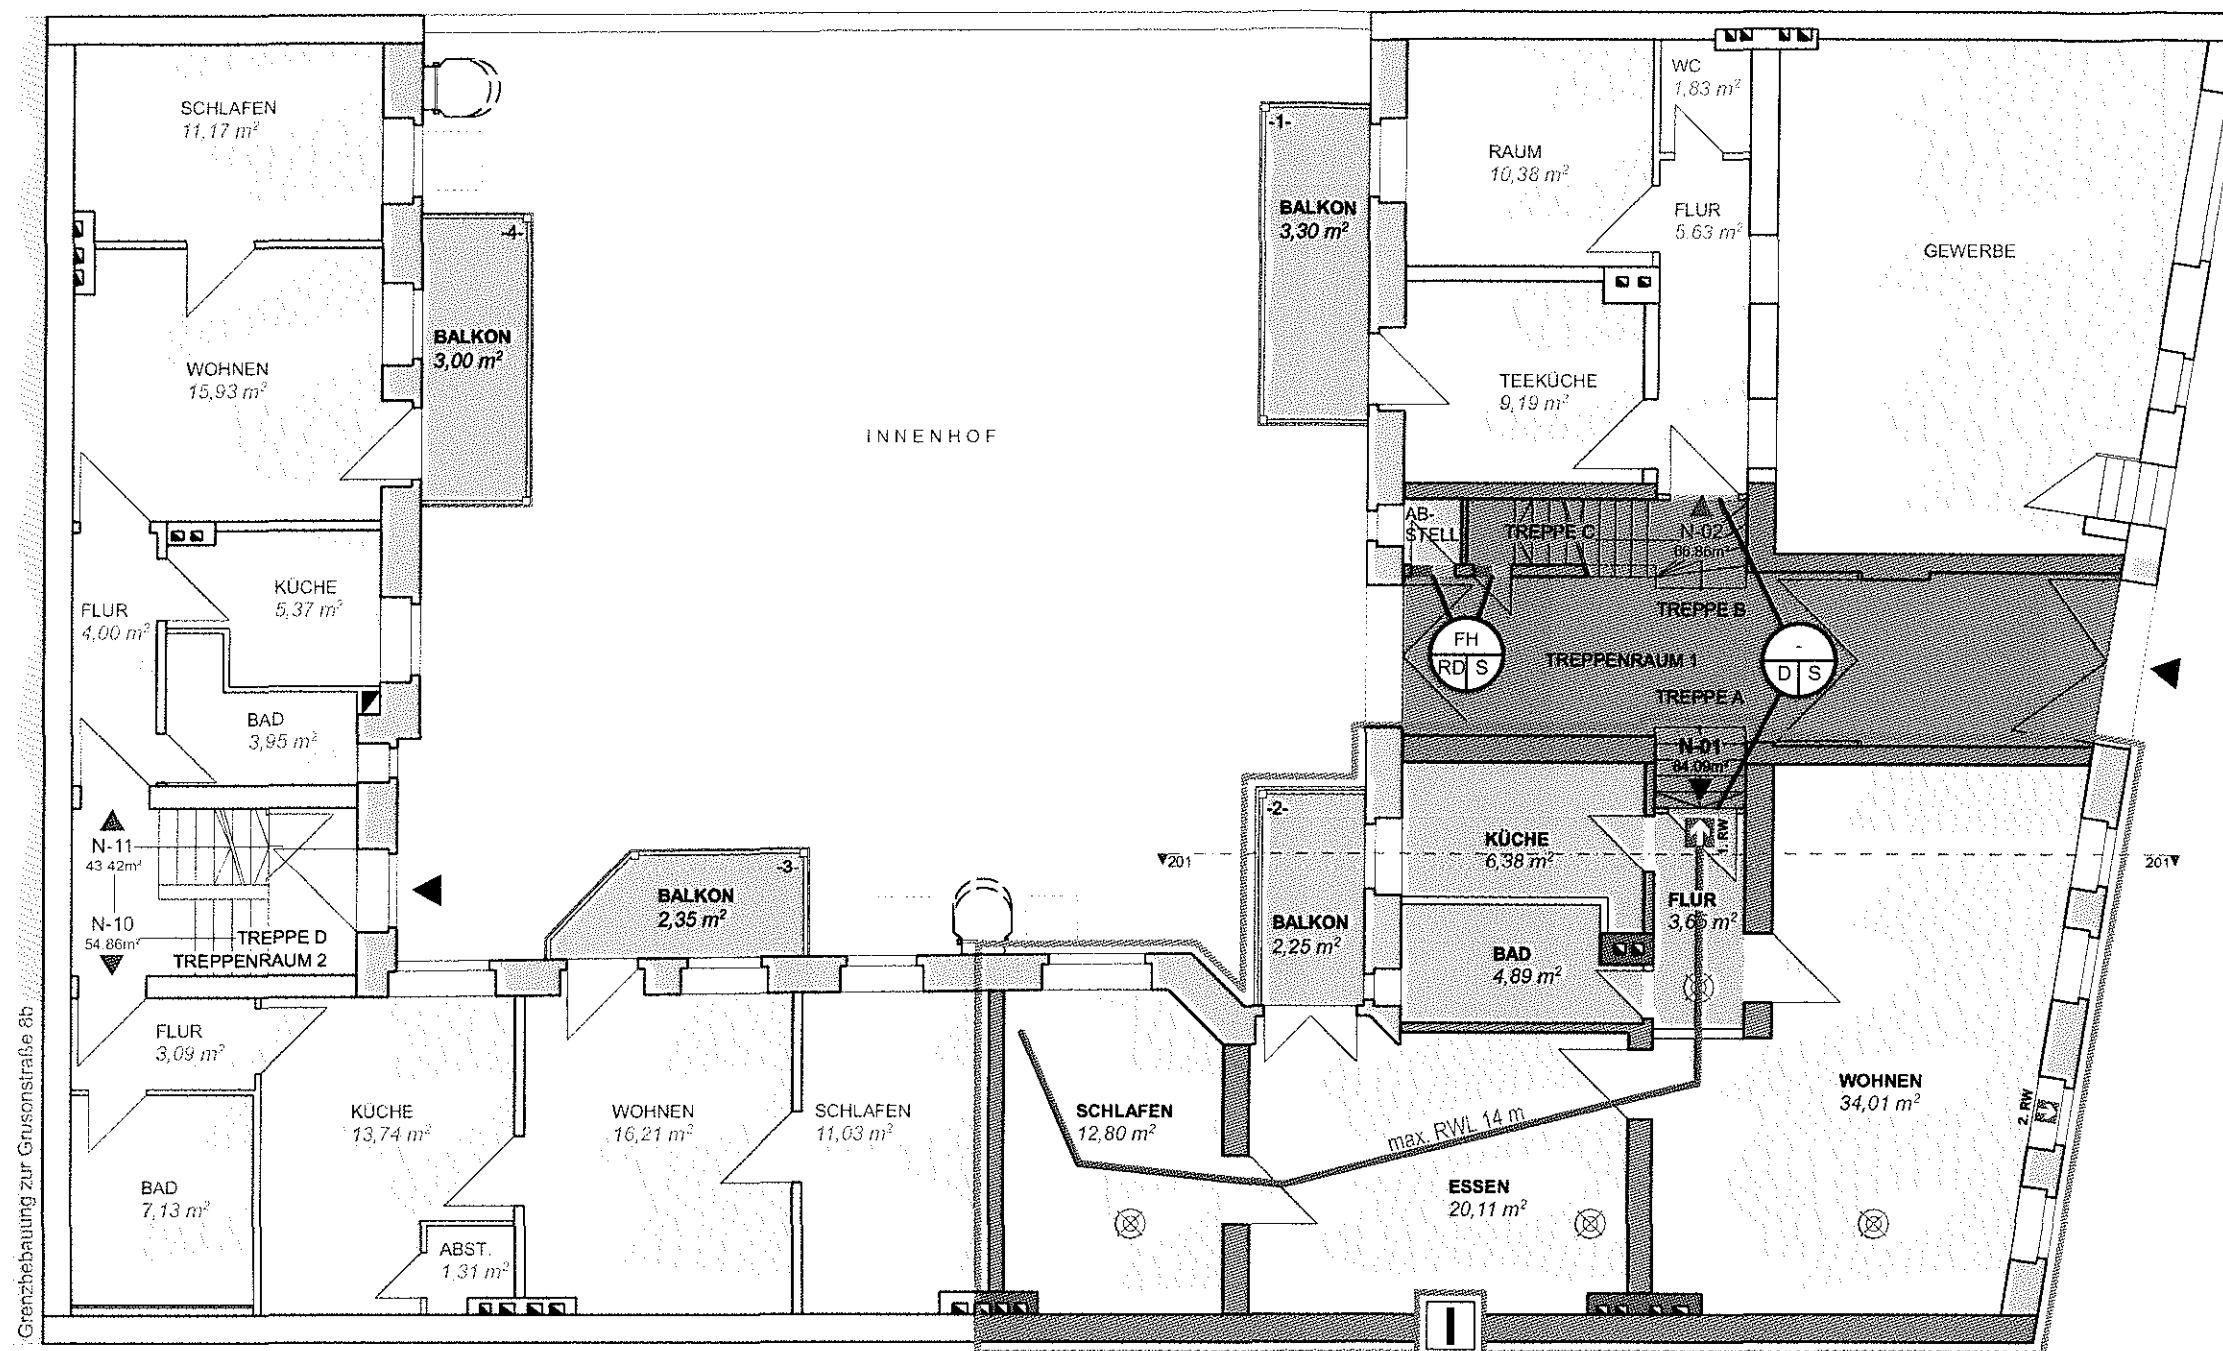 SCHLAFEN
11,17 m²
WOHNEN
15,93 m²
-4-
BALKON
3,00 m²
FLUR
4,00 m²
KÜCHE
5,37 m²
BAD
3,95 m²
N-11
43.42m²
N-10
54.86m²
TREPPE D
TREPPENRAUM 2
FLUR
3,09 m²
BAD
7,13 m²
KÜCHE
13,74 m²
ABST.
1,31 m²
WOHNEN
16,21 m²
SCHLAFEN
11,03 m²
-3-
BALKON
2,35 m²
INNENHOF
-1-
BALKON
3,30 m²
RAUM
10,38 m²
WC
1,83 m²
FLUR
5.63 m²
GEWERBE
TEEKÜCHE
9,19 m²
AB-
STELL
TREPPE C
N-02
66.86m²
TREPPE B
FH
RD S
TREPPENRAUM 1
-
D S
TREPPE A
N-01
84.09m²
-2-
BALKON
2,25 m²
KÜCHE
6,38 m²
1. RW
201
201
FLUR
3,65 m²
BAD
4,89 m²
SCHLAFEN
12,80 m²
max. RWL 14 m
ESSEN
20,11 m²
WOHNEN
34,01 m²
2. RW
I
Grenzbebauung zur Grusonstraße 8b